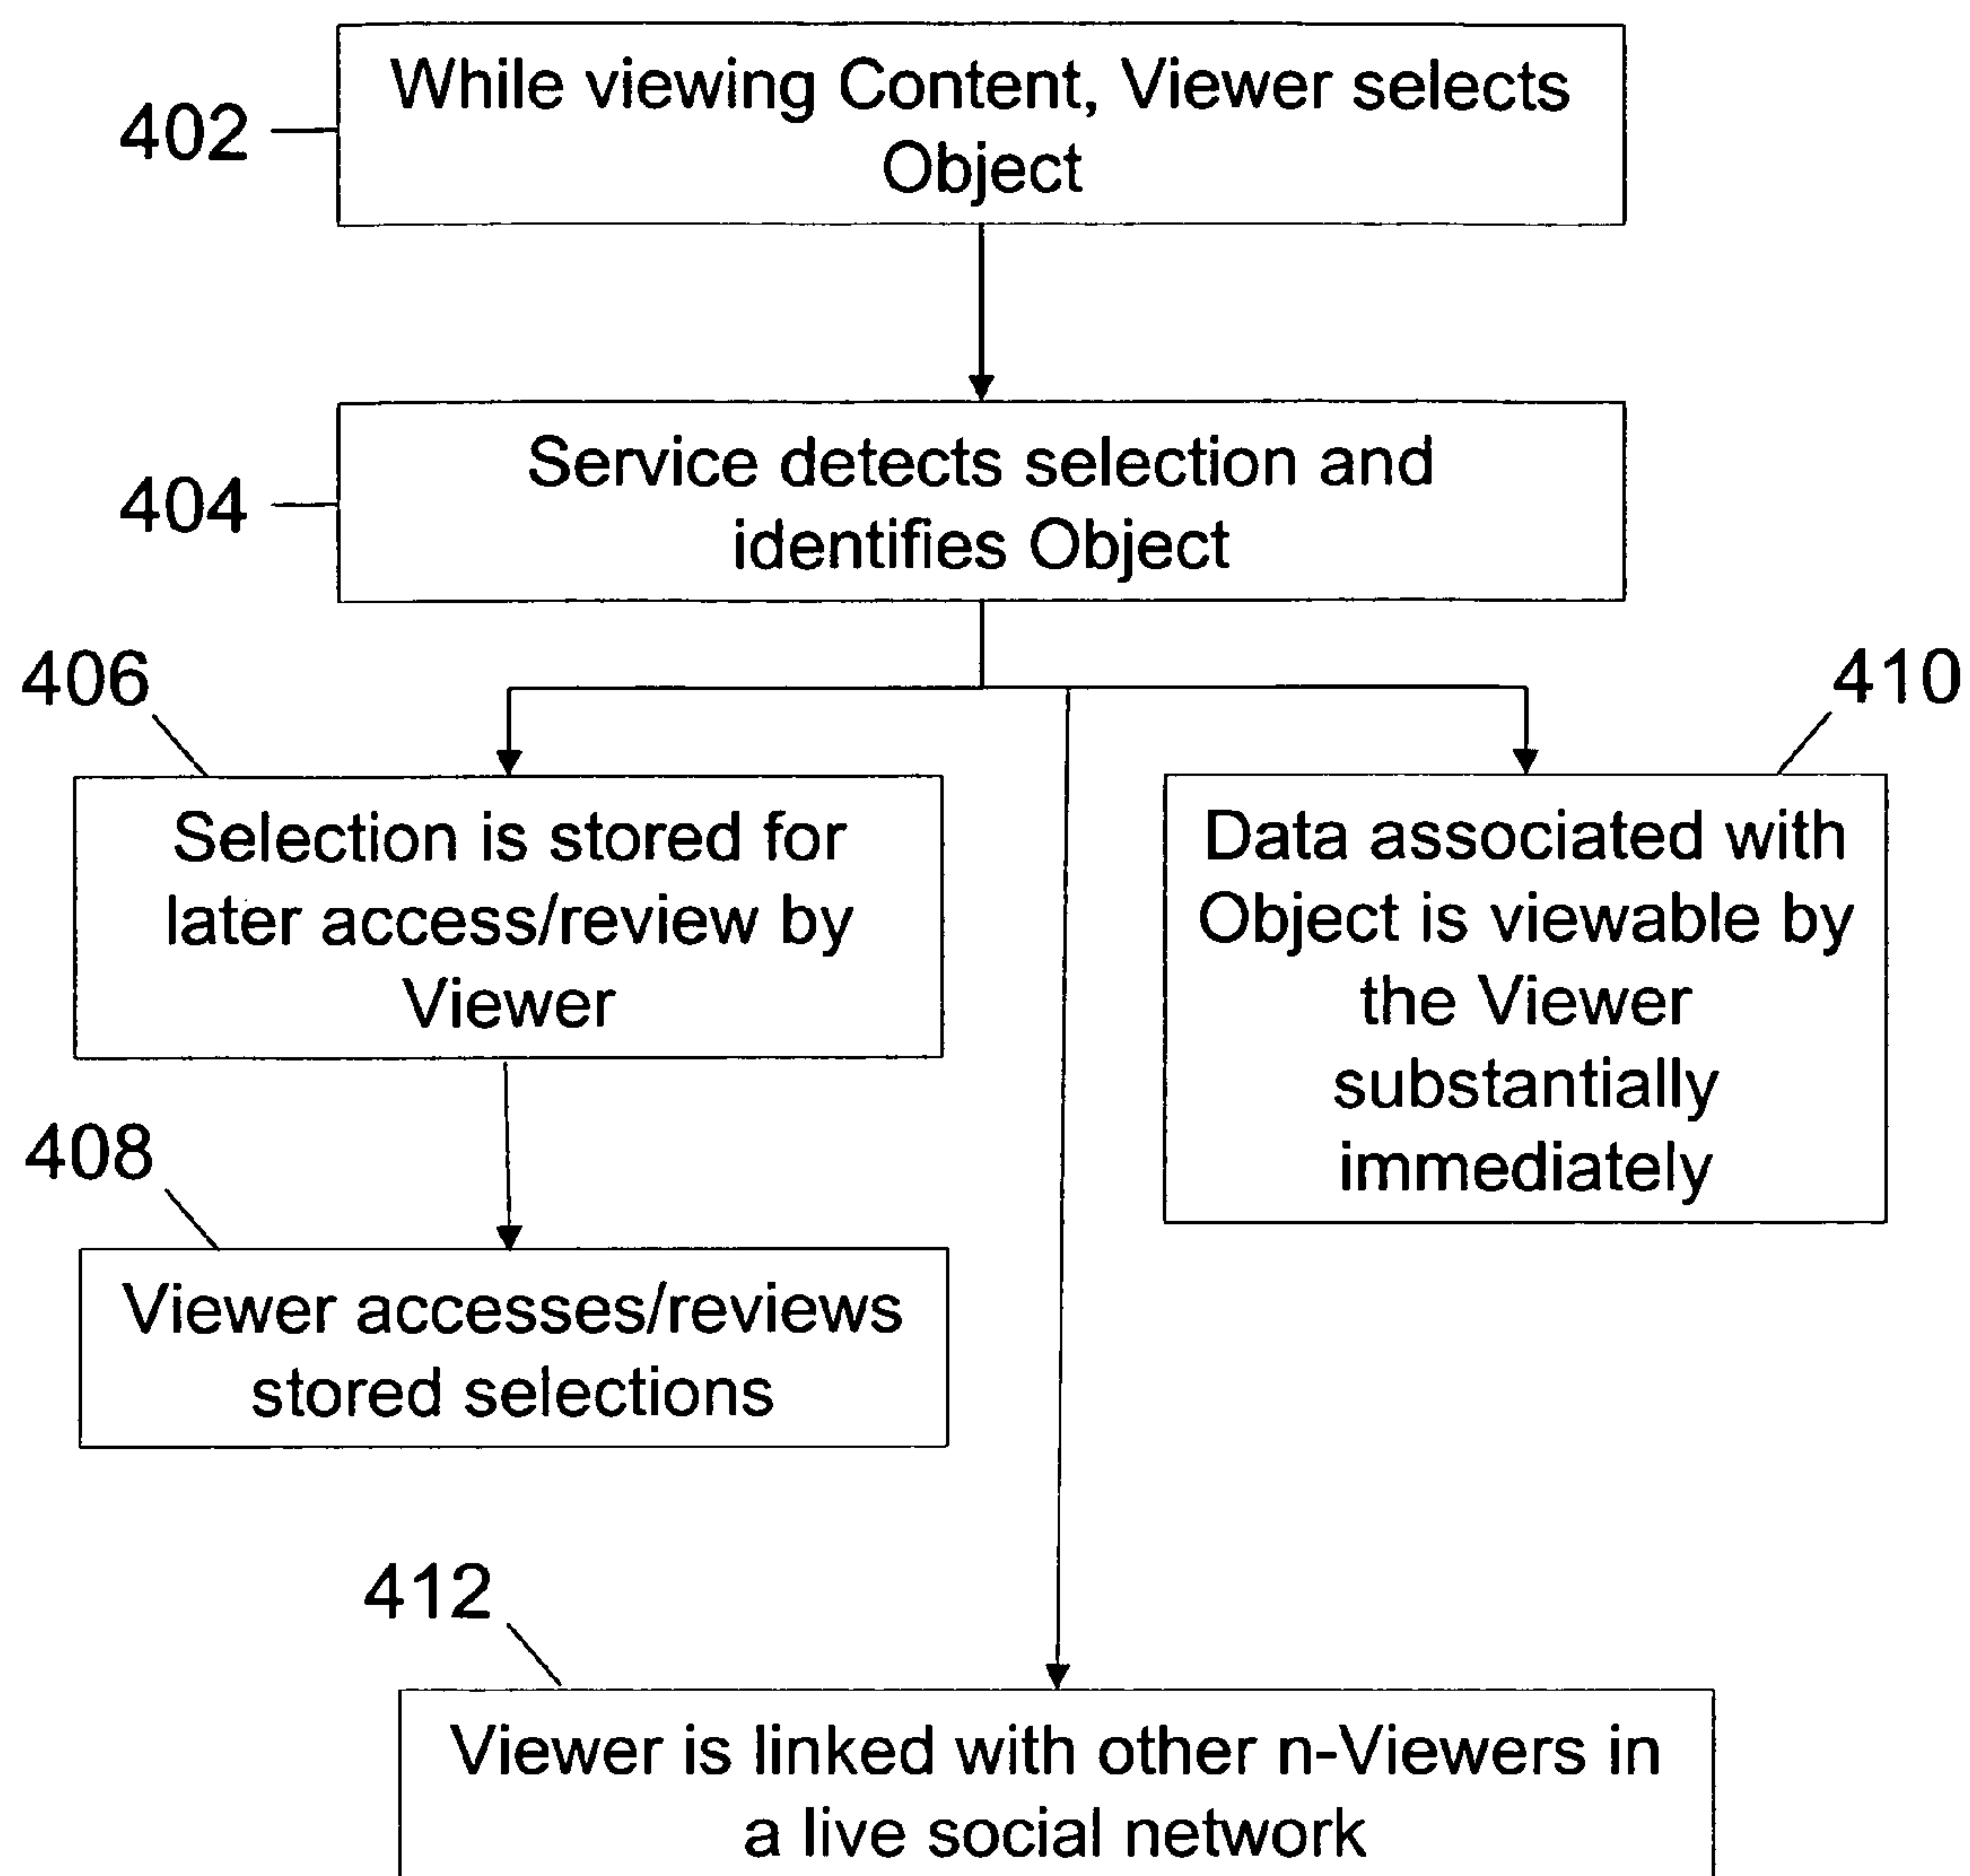 402
While viewing Content, Viewer selects
Object
404
Service detects selection and
identifies Object
406
Selection is stored for
later access/review by
Viewer
410
Data associated with
Object is viewable by
the Viewer
substantially
immediately
408
Viewer accesses/reviews
stored selections
412
Viewer is linked with other n-Viewers in
a live social network